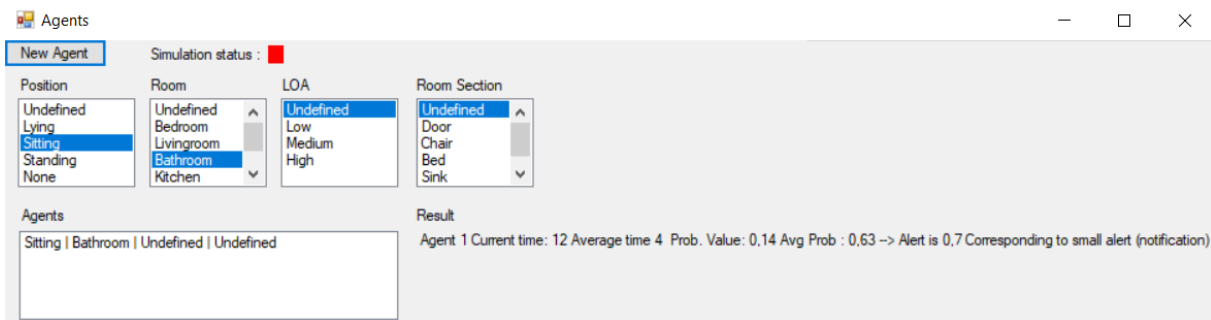 Agents
New Agent
Simulation status :
Position
Room
LOA
Room Section
Undefined
Lying
Sitting
Standing
None
Undefined
Bedroom
Livingroom
Bathroom
Kitchen
Undefined
Low
Medium
High
Undefined
Door
Chair
Bed
Sink
Agents
Sitting | Bathroom | Undefined | Undefined
Result
Agent 1 Current time: 12 Average time 4 Prob. Value: 0,14 Avg Prob : 0,63 --> Alert is 0,7 Corresponding to small alert (notification)